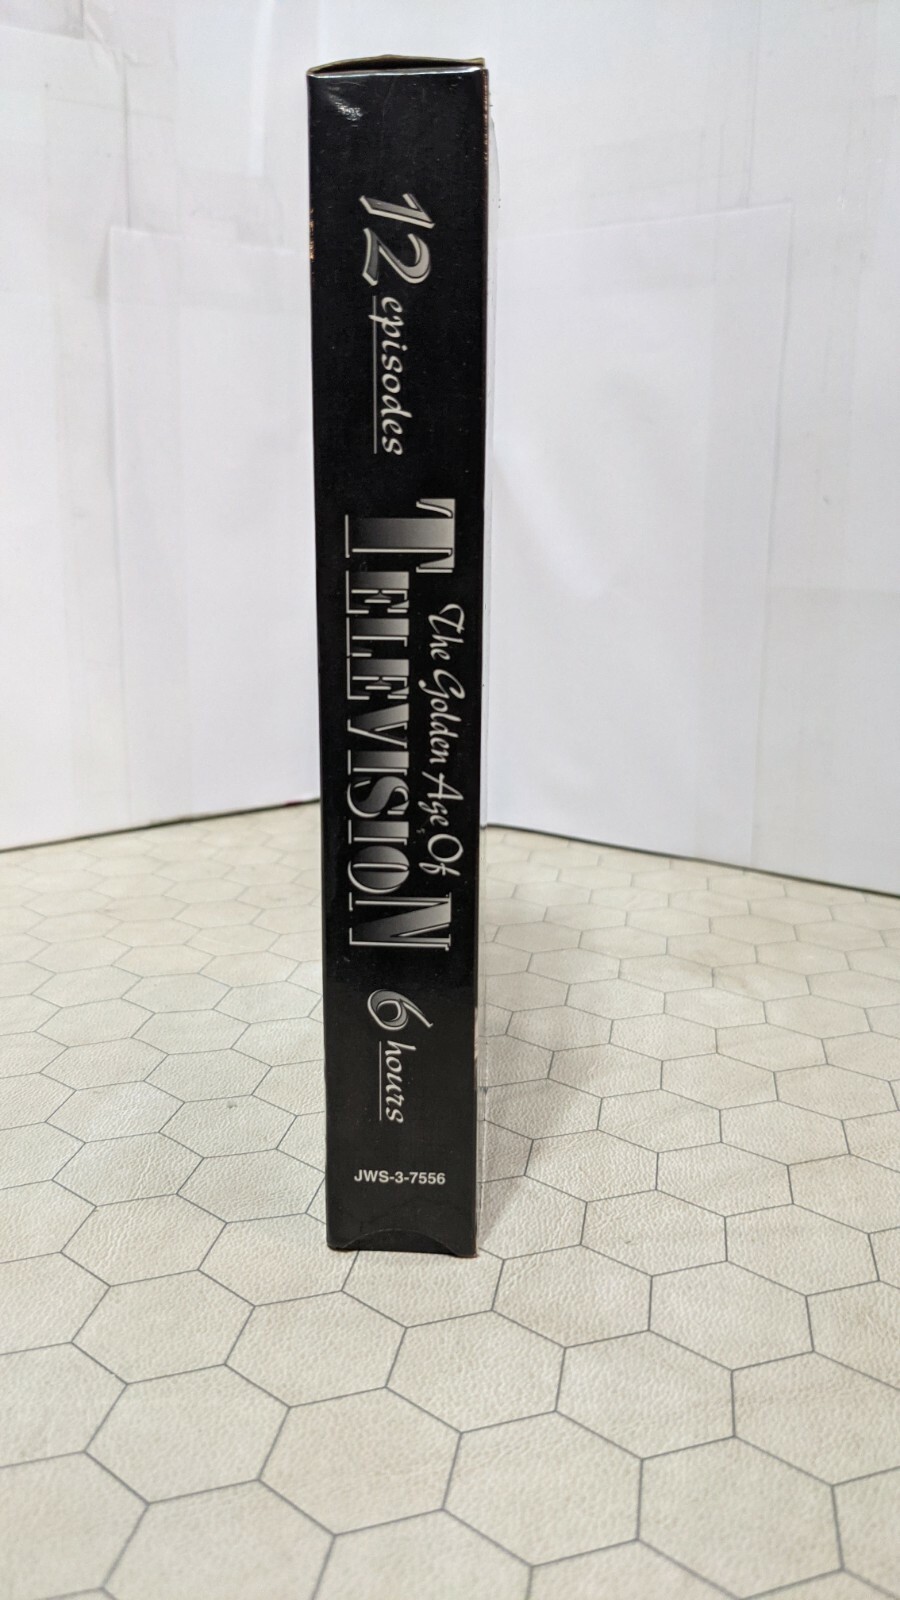 12 episodes
The Golden Age Of
TELEVISION
6 hours
JWS-3-7556